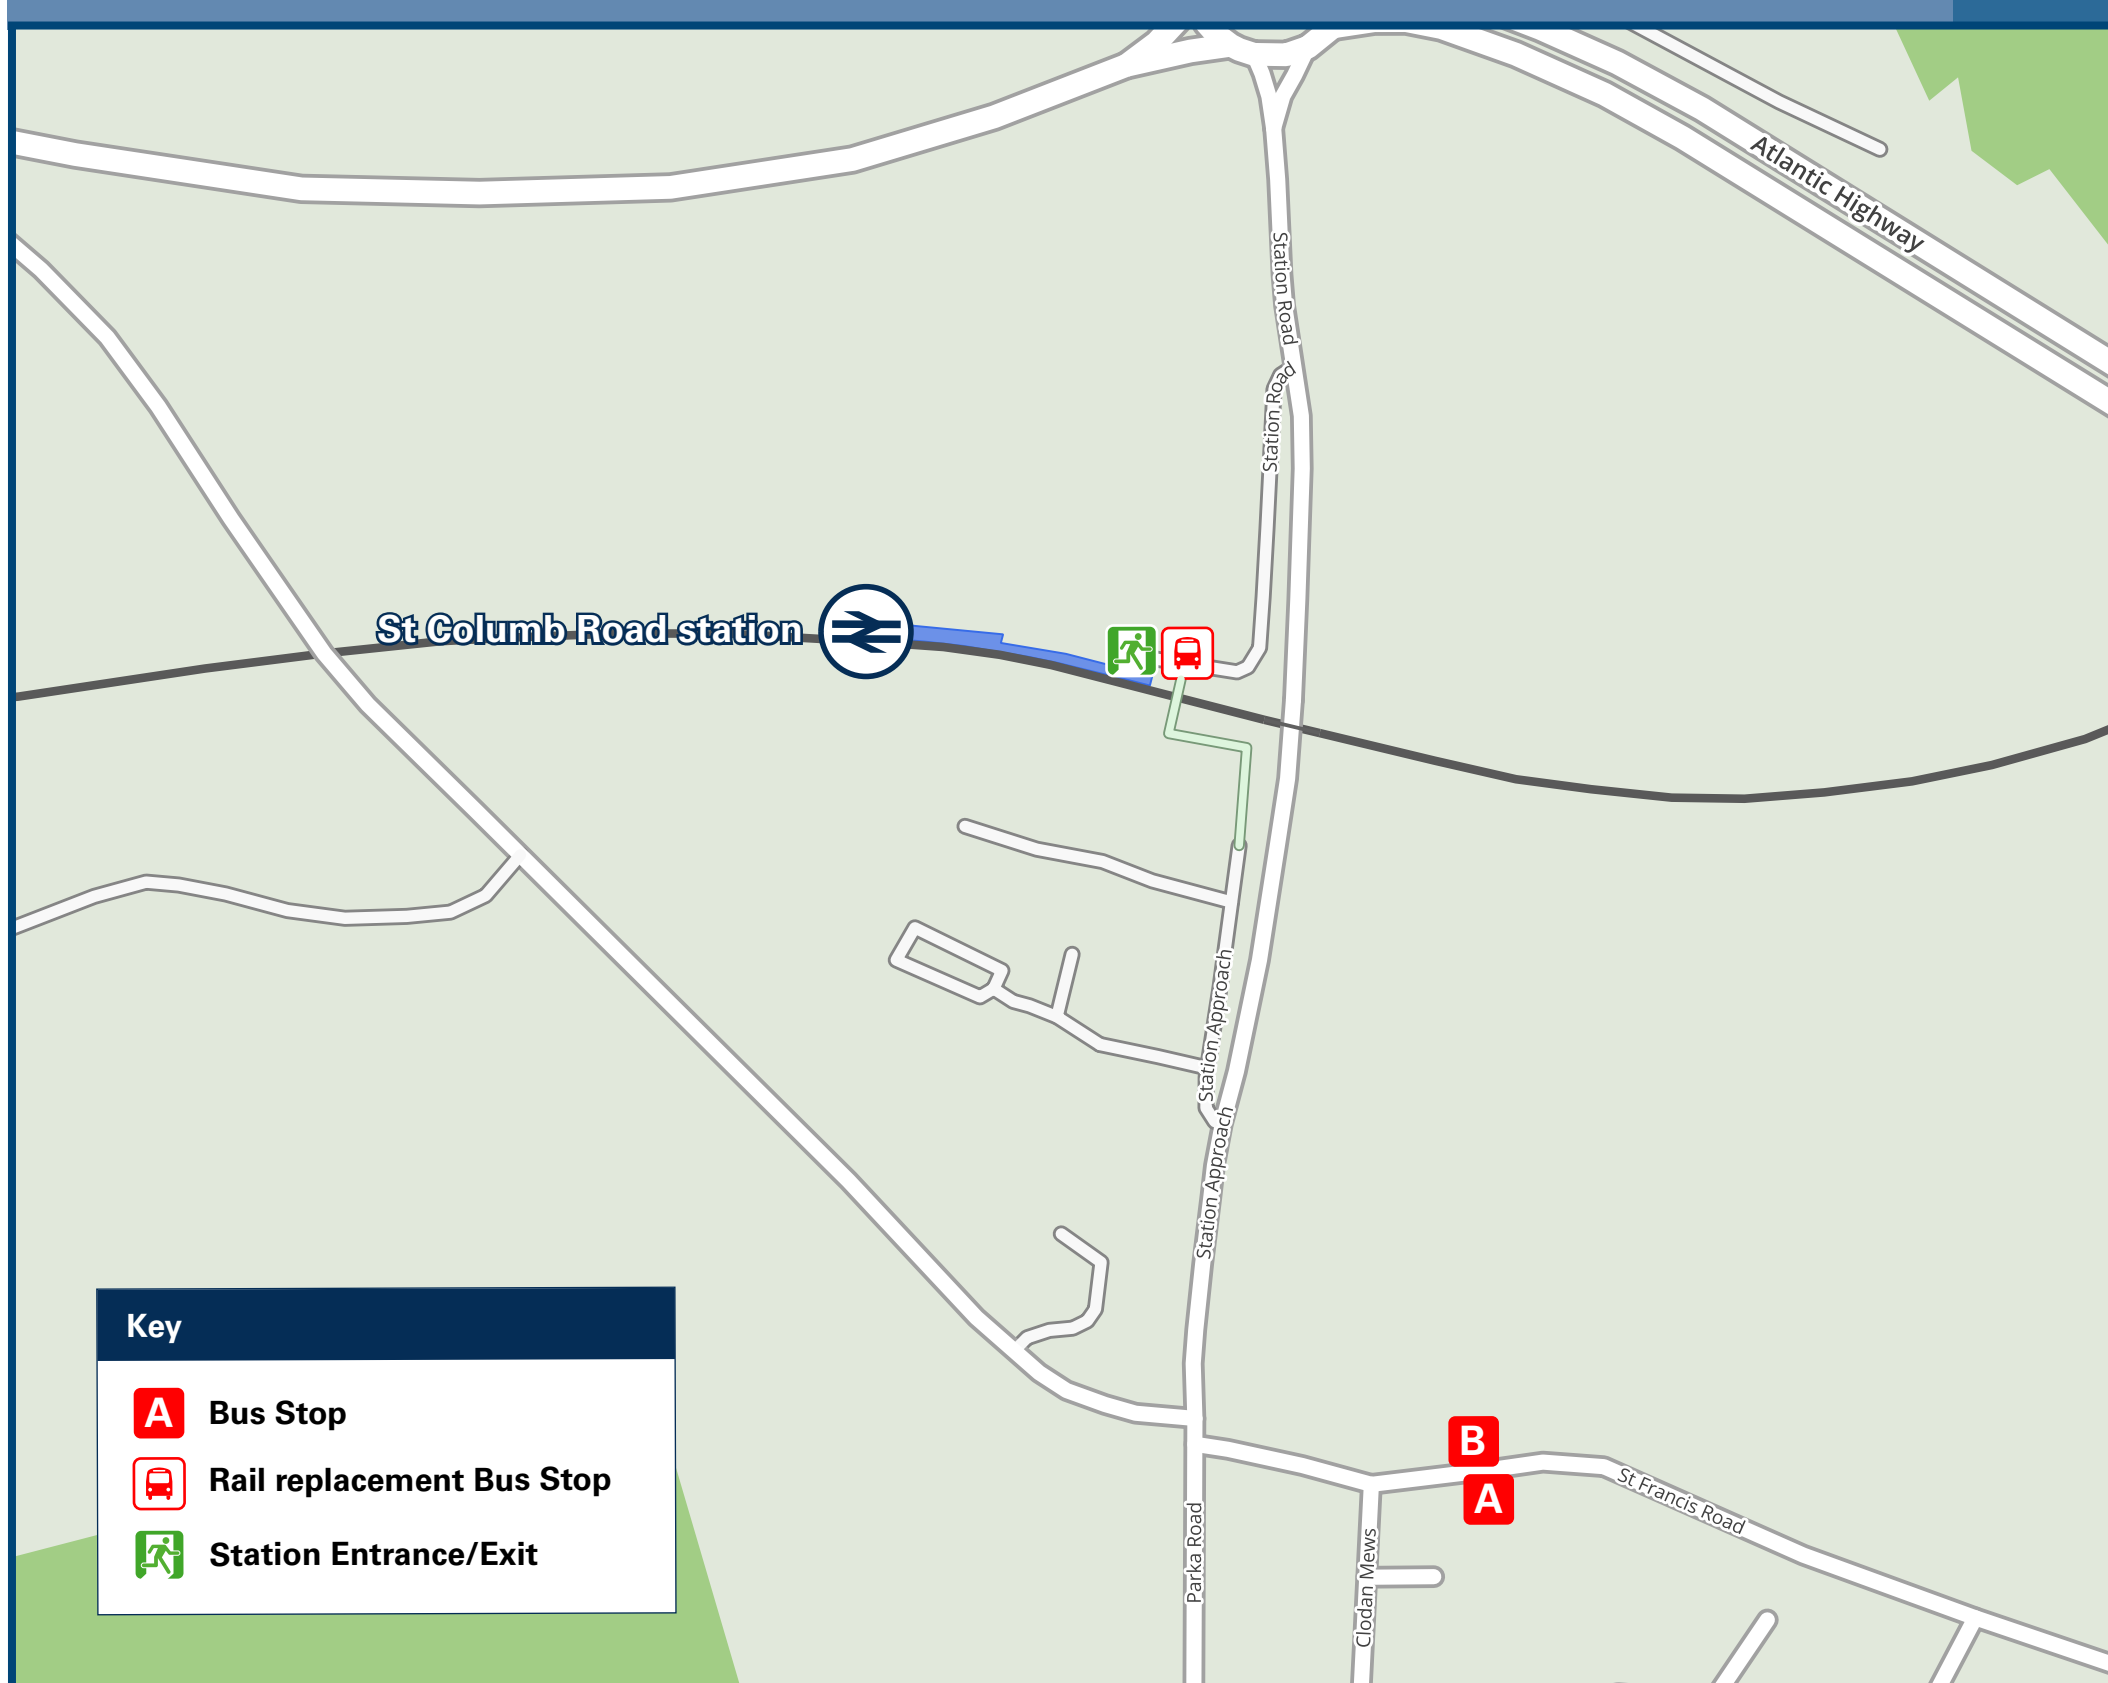 Atlantic Highway
Station Road
Station Road
St Columb Road station
Station Approach
Station Approach
Key
A Bus Stop
Rail replacement Bus Stop
Station Entrance/Exit
B
A
St Francis Road
Parka Road
Clodan Mews